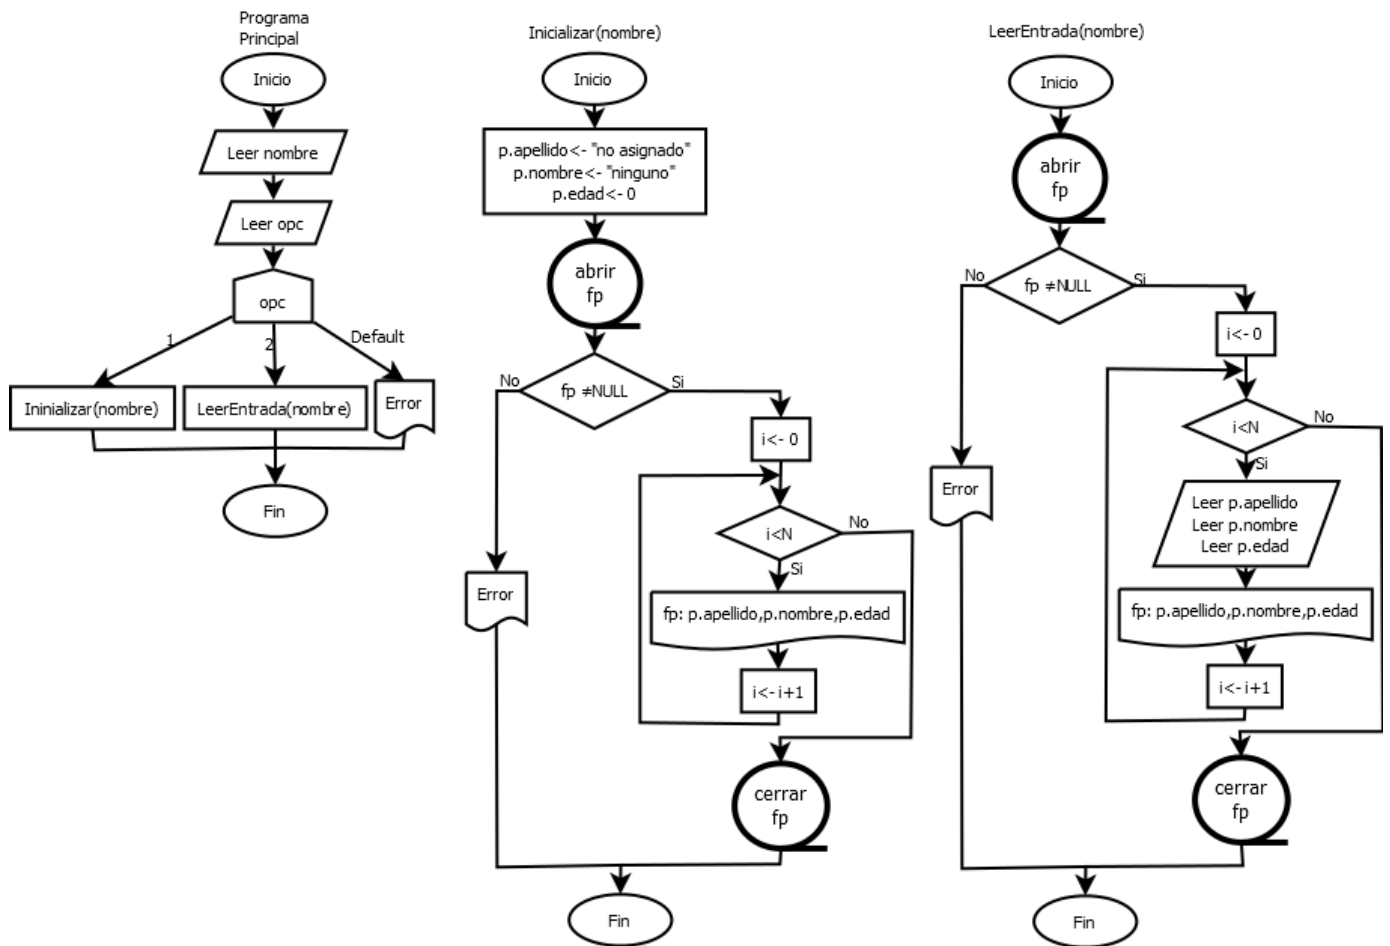 Programa
Principal
Inicio
Leer nombre
Leer opc
opc
1
2
Default
Ininializar(nombre)
LeerEntrada(nombre)
Error
Fin
Inicializar(nombre)
Inicio
p.apellido<- "no asignado"
p.nombre<- "ninguno"
p.edad<- 0
abrir
fp
fp ≠NULL
No
Si
i<- 0
i<N
No
Si
Error
fp: p.apellido,p.nombre,p.edad
i<- i+1
cerrar
fp
Fin
LeerEntrada(nombre)
Inicio
abrir
fp
No
fp ≠NULL
Si
i<- 0
i<N
No
Si
Error
Leer p.apellido
Leer p.nombre
Leer p.edad
fp: p.apellido,p.nombre,p.edad
i<- i+1
cerrar
fp
Fin